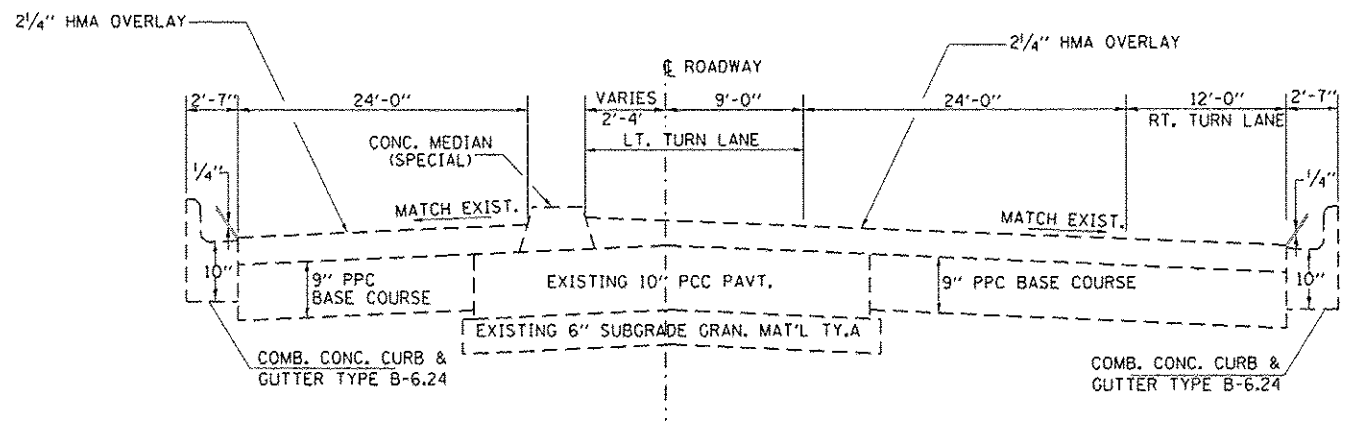 2¼" HMA OVERLAY
2¼" HMA OVERLAY
℄ ROADWAY
2'-7"
24'-0"
VARIES
2'-4'
9'-0"
24'-0"
12'-0"
2'-7"
LT. TURN LANE
RT. TURN LANE
CONC. MEDIAN
(SPECIAL)
¼"
¼"
MATCH EXIST.
MATCH EXIST.
10"
9" PPC
BASE COURSE
EXISTING 10" PCC PAVT.
9" PPC BASE COURSE
10"
EXISTING 6" SUBGRADE GRAN. MAT'L TY.A
COMB. CONC. CURB &
GUTTER TYPE B-6.24
COMB. CONC. CURB &
GUTTER TYPE B-6.24